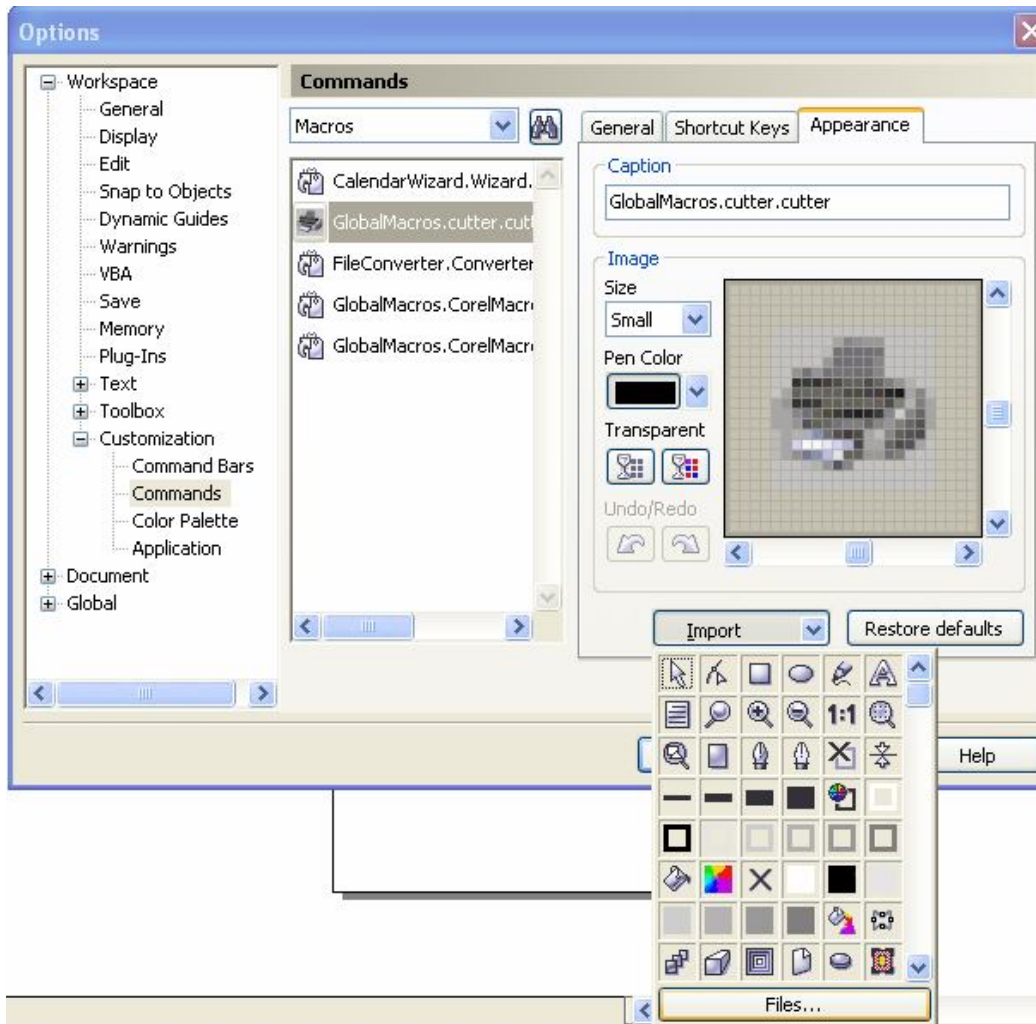 Options
Workspace
General
Display
Edit
Snap to Objects
Dynamic Guides
Warnings
VBA
Save
Memory
Plug-Ins
Text
Toolbox
Customization
Command Bars
Commands
Color Palette
Application
Document
Global
Commands
Macros
CalendarWizard.Wizard.
GlobalMacros.cutter.cutt
FileConverter.Converter
GlobalMacros.CorelMacr
GlobalMacros.CorelMacr
General Shortcut Keys Appearance
Caption
GlobalMacros.cutter.cutter
Image
Size
Small
Pen Color
Transparent
Undo/Redo
Import Restore defaults
1:1
Files...
Help